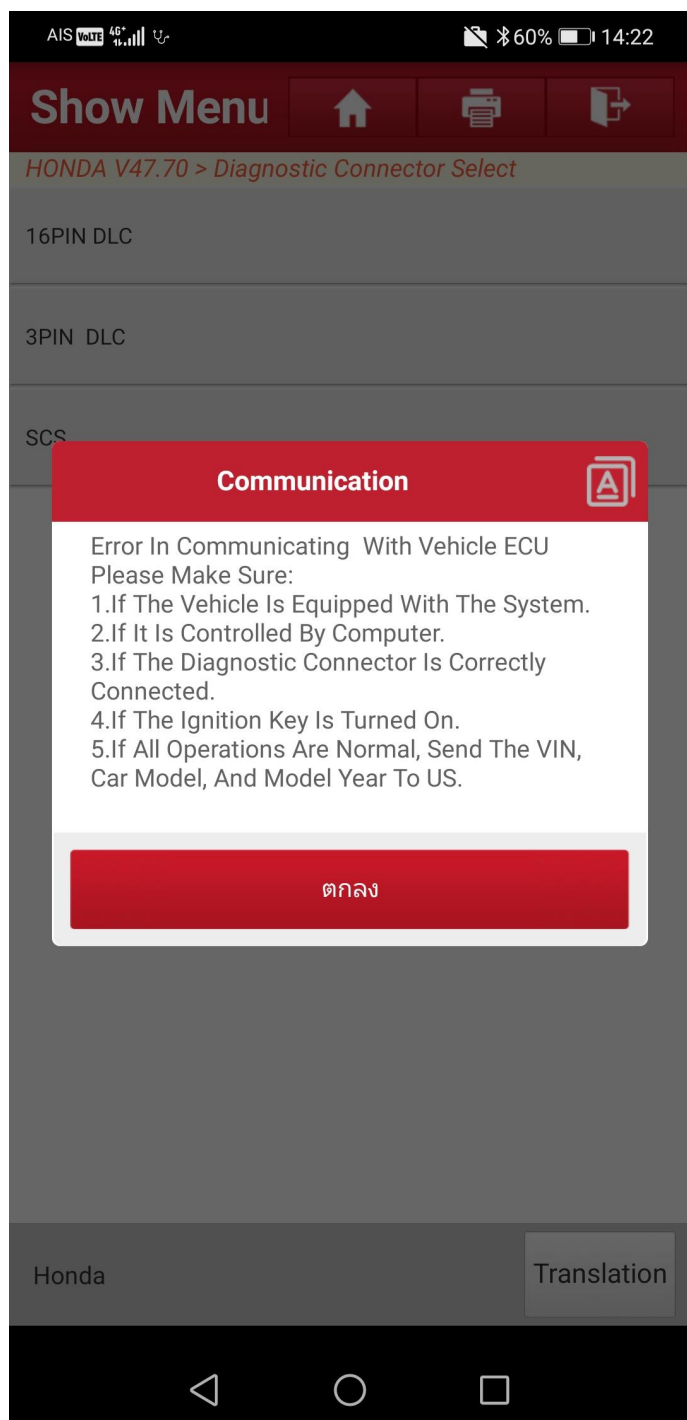 AIS VoLTE 4G+ 60% 14:22
Show Menu
HONDA V47.70 > Diagnostic Connector Select
16PIN DLC
3PIN DLC
SCS
Communication
A
Error In Communicating With Vehicle ECU
Please Make Sure:
1.If The Vehicle Is Equipped With The System.
2.If It Is Controlled By Computer.
3.If The Diagnostic Connector Is Correctly
Connected.
4.If The Ignition Key Is Turned On.
5.If All Operations Are Normal, Send The VIN,
Car Model, And Model Year To US.
ตกลง
Honda
Translation